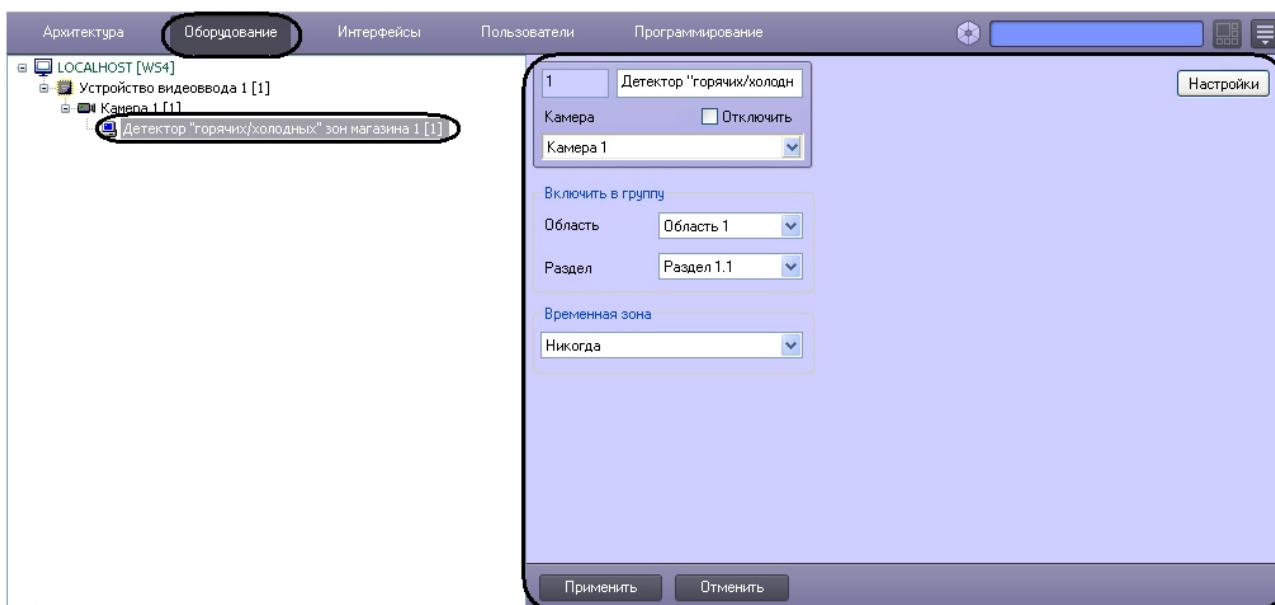 Архитектура Оборудование Интерфейсы Пользователи Программирование
LOCALHOST [WS4]
Устройство видеоввода 1 [1]
Камера 1 [1]
Детектор "горячих/холодных" зон магазина 1 [1]
1 Детектор "горячих/холодн
Настройки
Камера Отключить
Камера 1
Включить в группу
Область Область 1
Раздел Раздел 1.1
Временная зона
Никогда
Применить Отменить